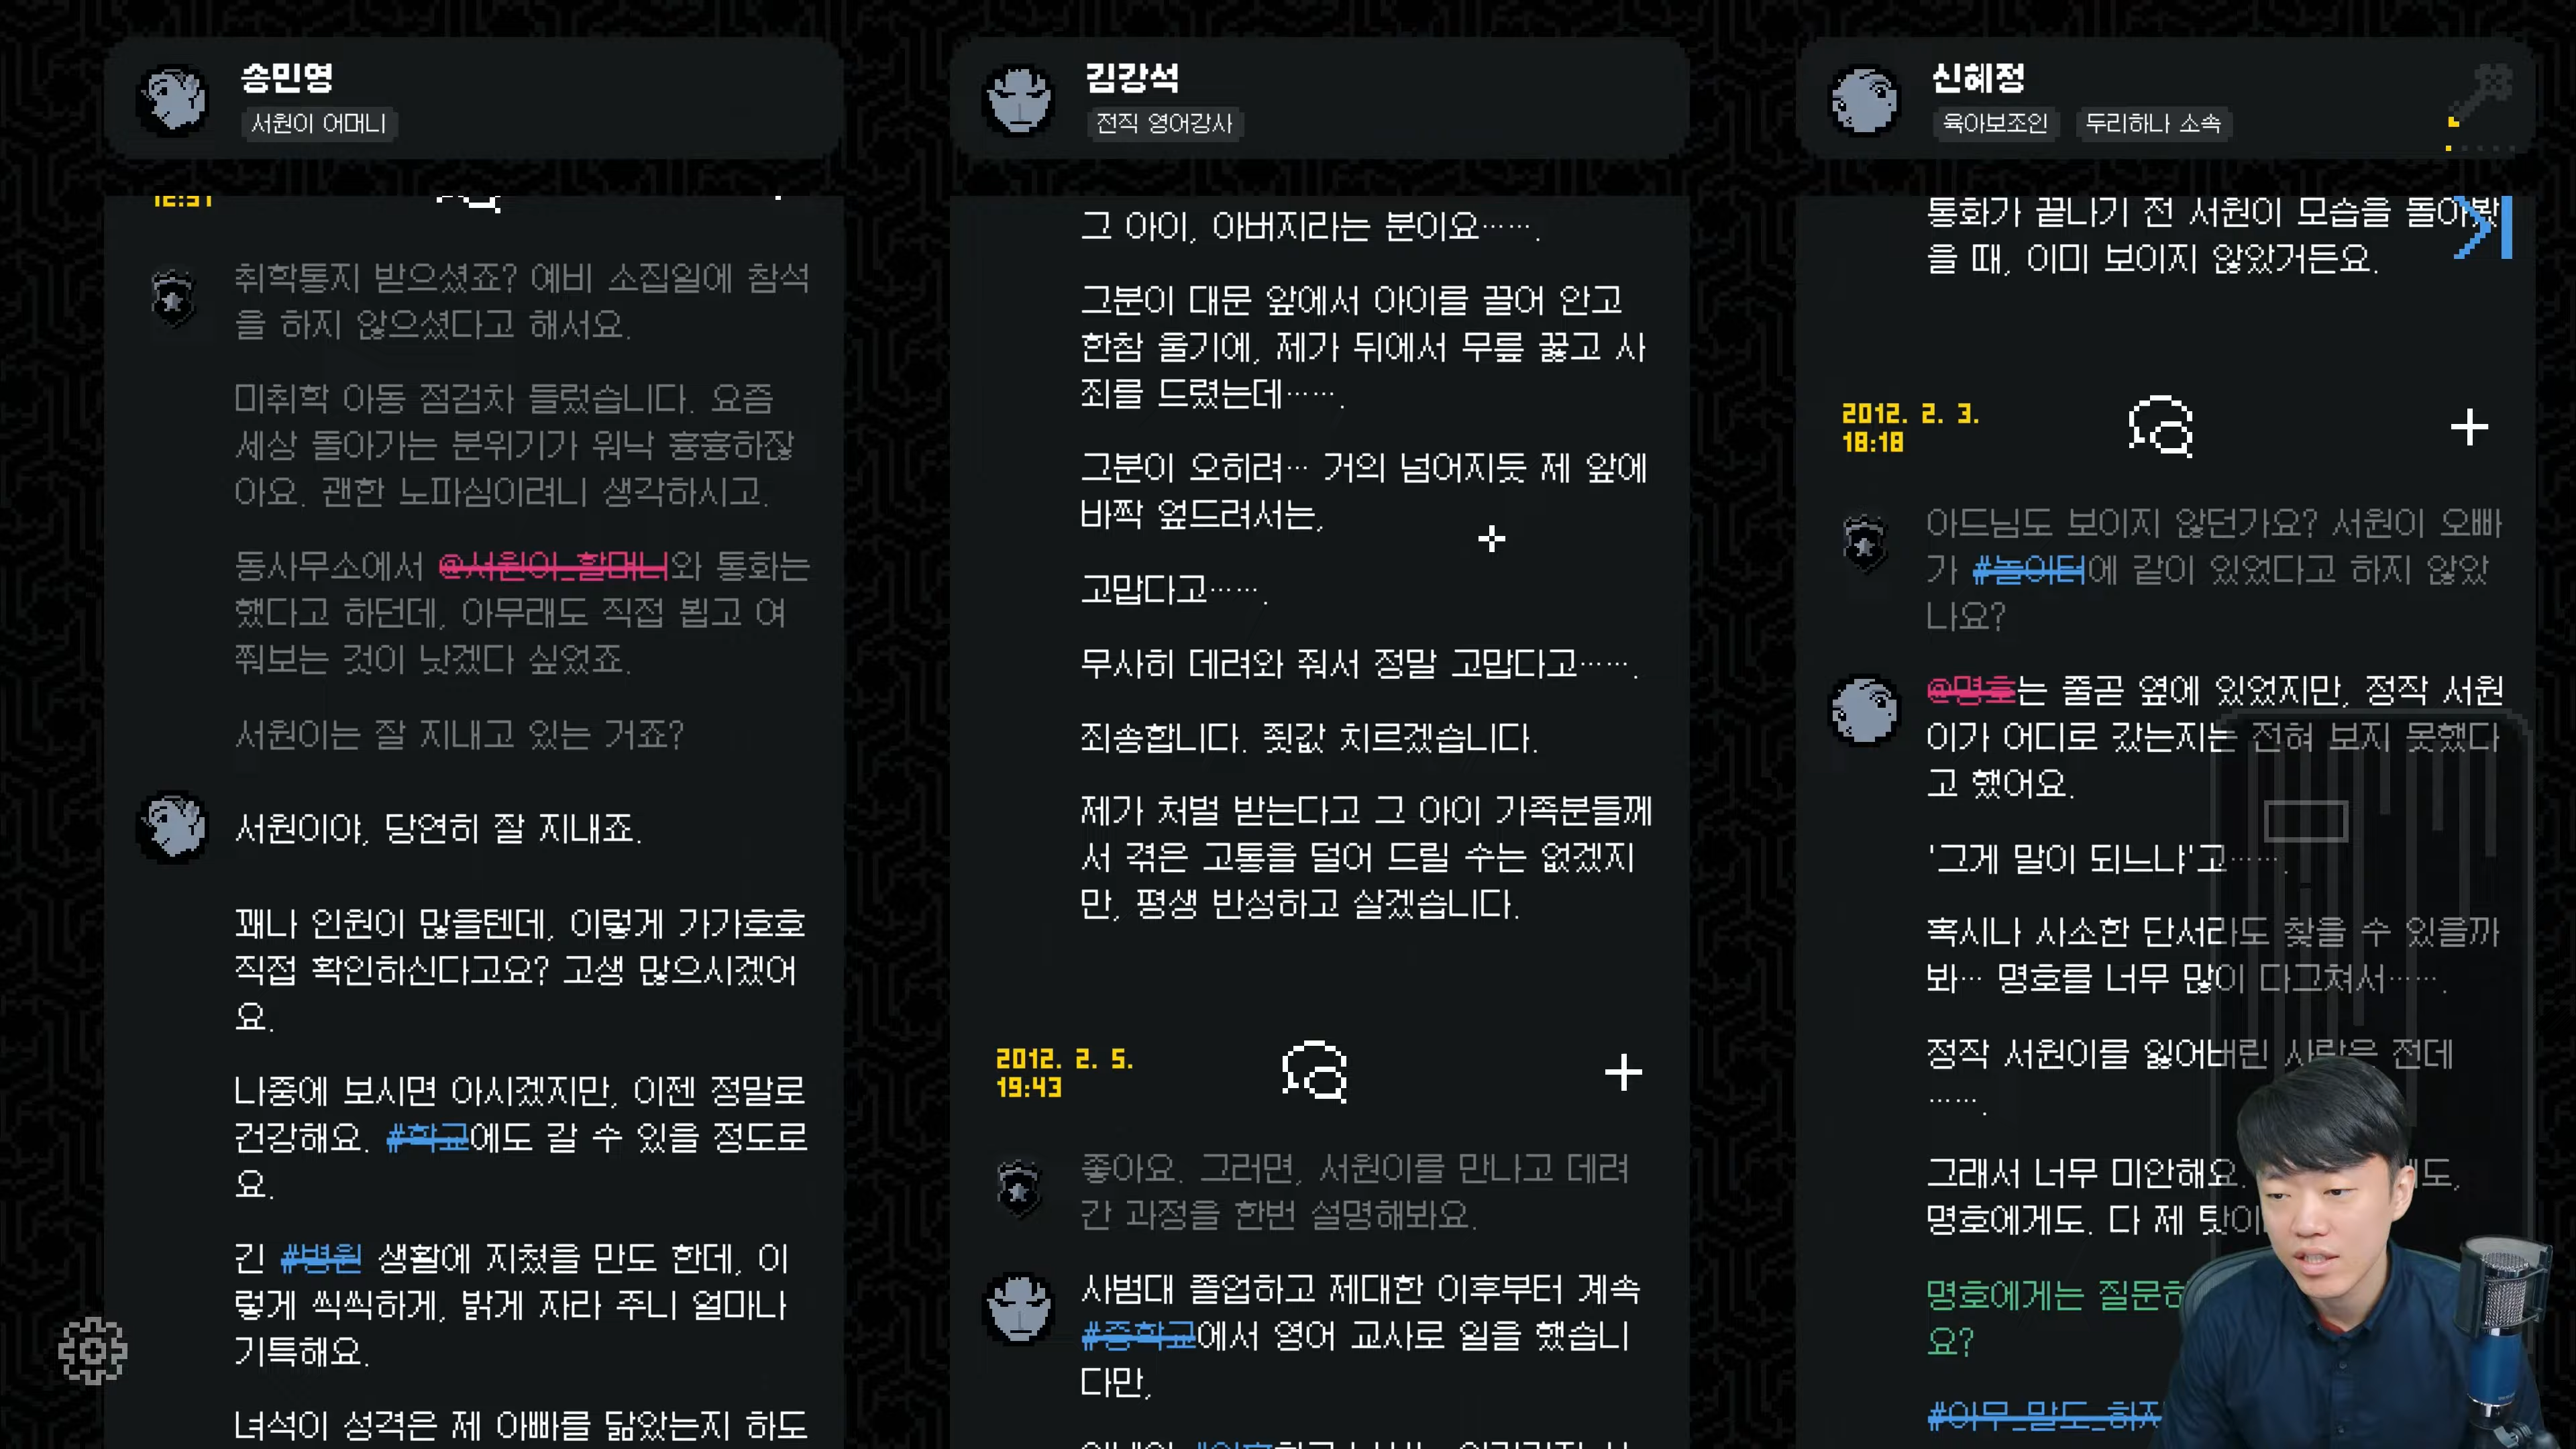 송민영
서원이 어머니
12:31
취학통지 받으셨죠? 예비 소집일에 참석
을 하지 않으셨다고 해서요.
미취학 아동 점검차 들렀습니다. 요즘
세상 돌아가는 분위기가 워낙 흉흉하잖
아요. 괜한 노파심이려니 생각하시고.
동사무소에서 @서원이_할머니와 통화는
했다고 하던데, 아무래도 직접 뵙고 여
쭤보는 것이 낫겠다 싶었죠.
서원이는 잘 지내고 있는 거죠?
서원이야, 당연히 잘 지내죠.
꽤나 인원이 많을텐데, 이렇게 가가호호
직접 확인하신다고요? 고생 많으시겠어
요.
나중에 보시면 아시겠지만, 이젠 정말로
건강해요. #학교에도 갈 수 있을 정도로
요.
긴 #병원 생활에 지쳤을 만도 한데, 이
렇게 씩씩하게, 밝게 자라 주니 얼마나
기특해요.
녀석이 성격은 제 아빠를 닮았는지 하도
김강석
전직 영어강사
그 아이, 아버지라는 분이요…….
그분이 대문 앞에서 아이를 끌어 안고
한참 울기에, 제가 뒤에서 무릎 꿇고 사
죄를 드렸는데…….
그분이 오히려… 거의 넘어지듯 제 앞에
바짝 엎드려서는,
고맙다고…….
무사히 데려와 줘서 정말 고맙다고…….
죄송합니다. 죗값 치르겠습니다.
제가 처벌 받는다고 그 아이 가족분들께
서 겪은 고통을 덜어 드릴 수는 없겠지
만, 평생 반성하고 살겠습니다.
2012. 2. 5.
19:43
좋아요. 그러면, 서원이를 만나고 데려
간 과정을 한번 설명해봐요.
사범대 졸업하고 제대한 이후부터 계속
#중학교에서 영어 교사로 일을 했습니
다만,
신혜정
육아보조인
두리하나 소속
통화가 끝나기 전 서원이 모습을 돌아봤
을 때, 이미 보이지 않았거든요.
2012. 2. 3.
18:18
아드님도 보이지 않던가요? 서원이 오빠
가 #놀이터에 같이 있었다고 하지 않았
나요?
@명호는 줄곧 옆에 있었지만, 정작 서원
이가 어디로 갔는지는 전혀 보지 못했다
고 했어요.
'그게 말이 되느냐'고…….
혹시나 사소한 단서라도 찾을 수 있을까
봐… 명호를 너무 많이 다그쳐서…….
정작 서원이를 잃어버린 사람은 전데
…….
그래서 너무 미안해요.
명호에게도. 다 제
명호에게는
요?
#아무_말도